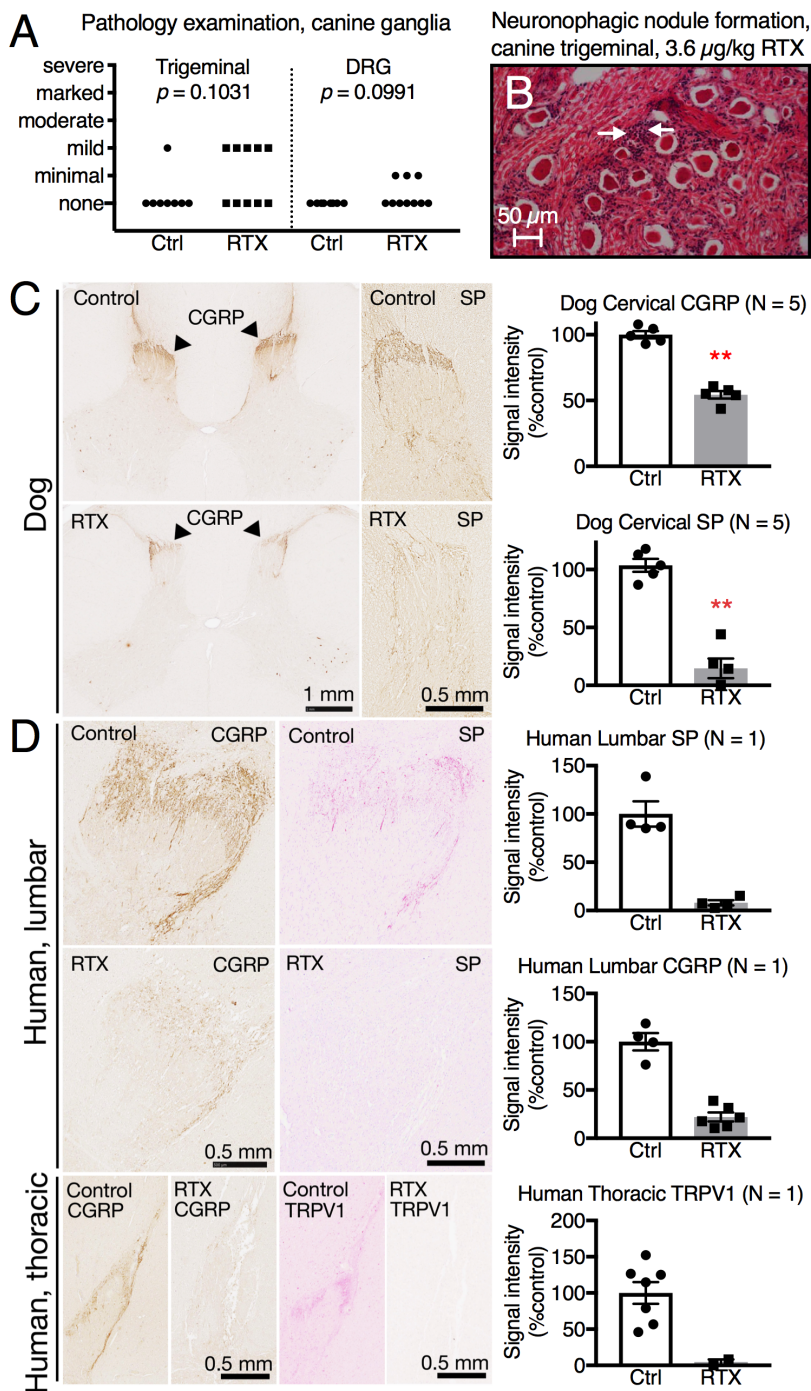 A
Pathology examination, canine ganglia
severe
marked
moderate
mild
minimal
none
Trigeminal
p = 0.1031
DRG
p = 0.0991
Ctrl
RTX
Ctrl
RTX
Neuronophagic nodule formation,
canine trigeminal, 3.6 µg/kg RTX
B
50 µm
C
Dog
Control
CGRP
Control
SP
RTX
CGRP
1 mm
RTX
SP
0.5 mm
Dog Cervical CGRP (N = 5)
Signal intensity
(%control)
100
50
0
**
Ctrl
RTX
Dog Cervical SP (N = 5)
Signal intensity
(%control)
100
50
0
**
Ctrl
RTX
D
Human, lumbar
Control
CGRP
Control
SP
RTX
CGRP
0.5 mm
RTX
SP
0.5 mm
Human Lumbar SP (N = 1)
Signal intensity
(%control)
150
100
50
0
Ctrl
RTX
Human Lumbar CGRP (N = 1)
Signal intensity
(%control)
150
100
50
0
Ctrl
RTX
Human, thoracic
Control
CGRP
RTX
CGRP
0.5 mm
Control
TRPV1
RTX
TRPV1
0.5 mm
Human Thoracic TRPV1 (N = 1)
Signal intensity
(%control)
200
150
100
50
0
Ctrl
RTX